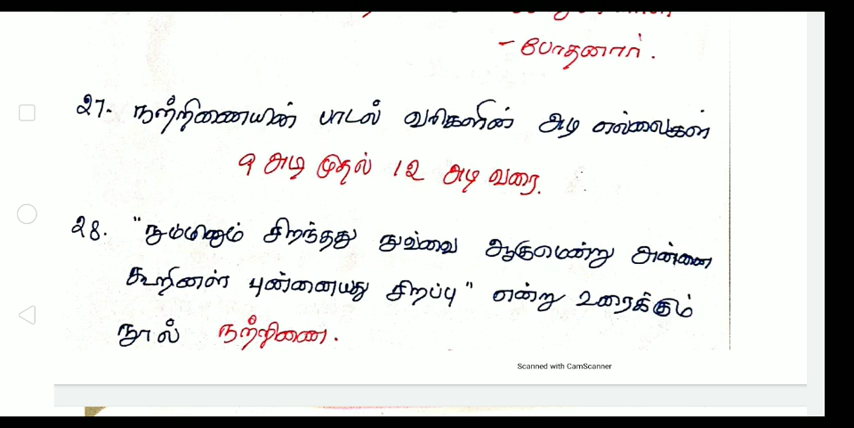 - போதனார்.
27. நற்றிணையின் பாடல் வரிகளின் அடி எல்லைகள்
9 அடி முதல் 12 அடி வரை.
28. "நும்மினும் சிறந்தது நுவ்வை ஆகுமென்று அன்னை
கூறினள் புன்னையது சிறப்பு" என்று உரைக்கும்
நூல் நற்றிணை.
Scanned with CamScanner